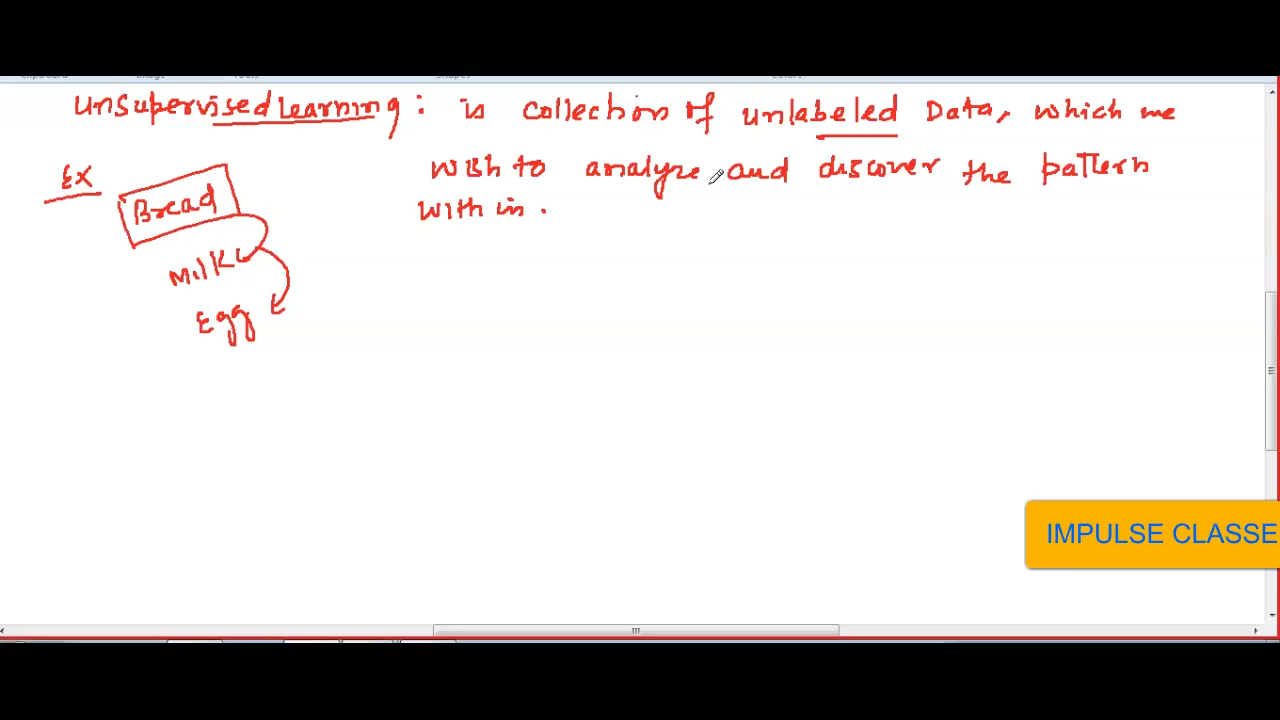 UnSupervised Learning : is collection of unlabeled Data, which we
wish to analyze and discover the pattern
with in .
Ex
Bread
Milk
Egg
IMPULSE CLASSE